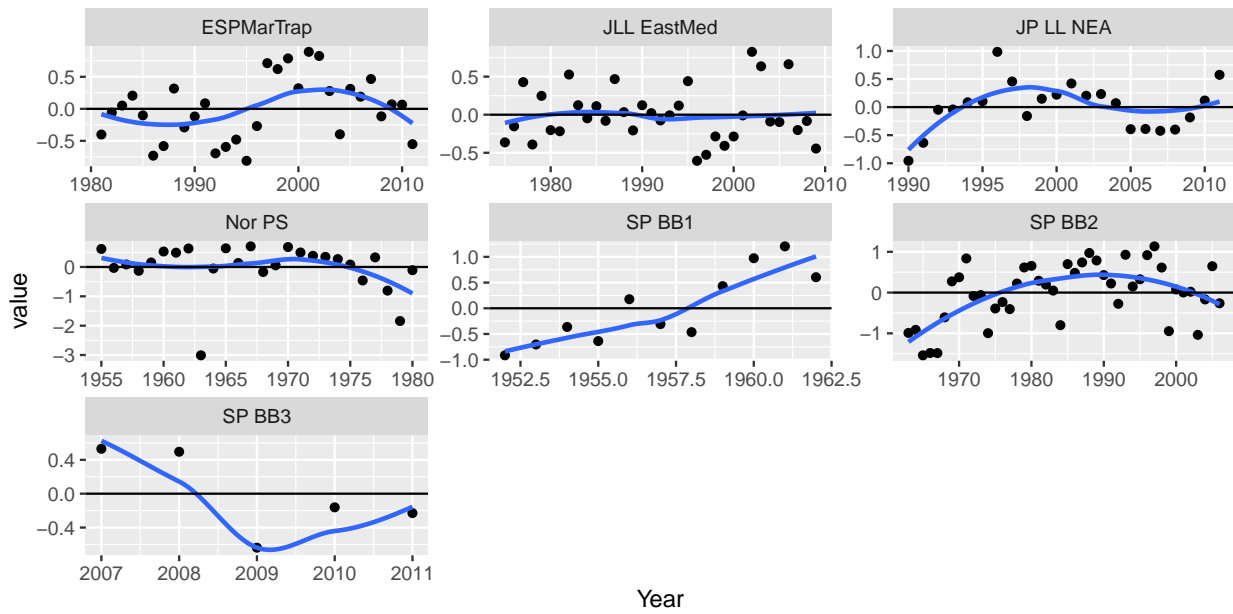 ESPMarTrap
JLL EastMed
JP LL NEA
0.5
0.0
−0.5
1980 1990 2000 2010
0.5
0.0
−0.5
1980 1990 2000 2010
1.0
0.5
0.0
−0.5
−1.0
1990 1995 2000 2005 2010
Nor PS
SP BB1
SP BB2
0
−1
−2
−3
1955 1960 1965 1970 1975 1980
1.0
0.5
0.0
−0.5
−1.0
1952.5 1955.0 1957.5 1960.0 1962.5
1
0
−1
1970 1980 1990 2000
SP BB3
0.4
0.0
−0.4
2007 2008 2009 2010 2011
value
Year